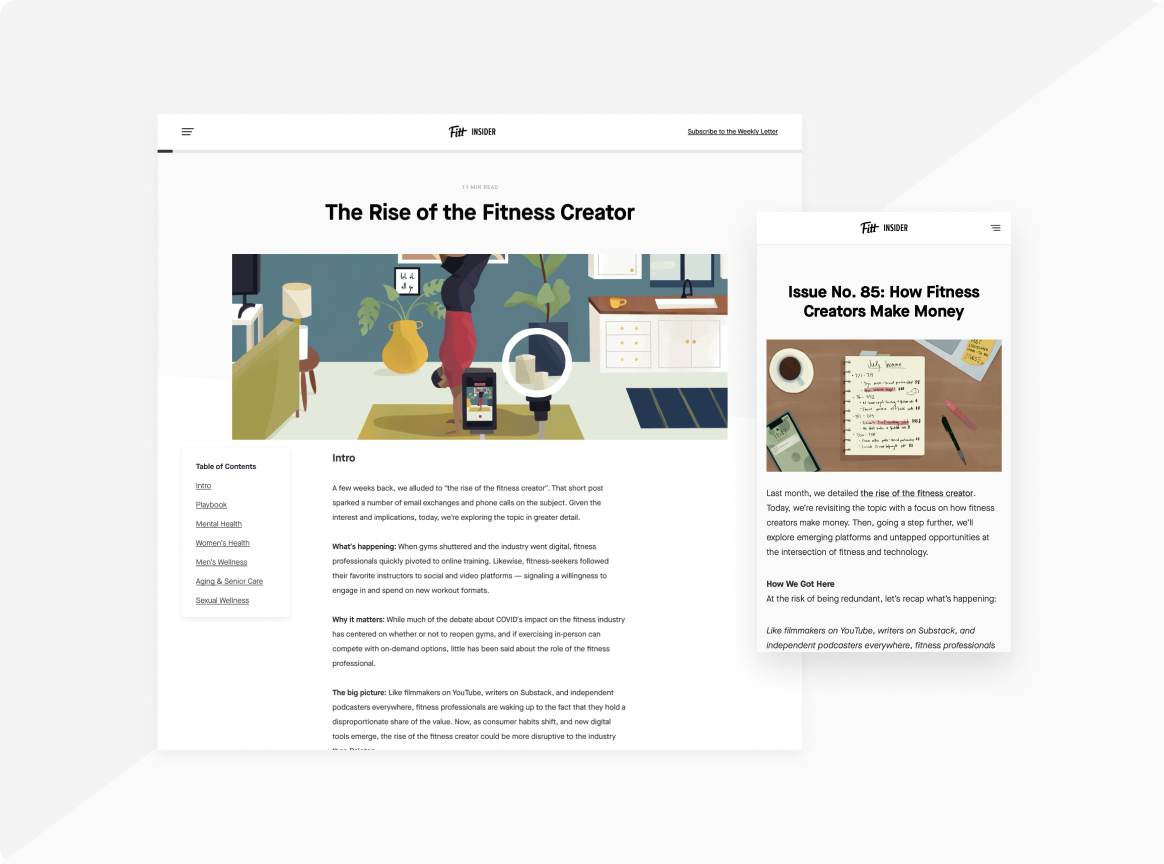 Fitt INSIDER
Subscribe to the Weekly Letter
11 MIN READ
The Rise of the Fitness Creator
let it
all go
Table of Contents
Intro
Playbook
Mental Health
Women's Health
Men's Wellness
Aging & Senior Care
Sexual Wellness
Intro
A few weeks back, we alluded to “the rise of the fitness creator”. That short post
sparked a number of email exchanges and phone calls on the subject. Given the
interest and implications, today, we’re exploring the topic in greater detail.
What’s happening: When gyms shuttered and the industry went digital, fitness
professionals quickly pivoted to online training. Likewise, fitness-seekers followed
their favorite instructors to social and video platforms — signaling a willingness to
engage in and spend on new workout formats.
Why it matters: While much of the debate about COVID’s impact on the fitness industry
has centered on whether or not to reopen gyms, and if exercising in-person can
compete with on-demand options, little has been said about the role of the fitness
professional.
The big picture: Like filmmakers on YouTube, writers on Substack, and independent
podcasters everywhere, fitness professionals are waking up to the fact that they hold a
disproportionate share of the value. Now, as consumer habits shift, and new digital
tools emerge, the rise of the fitness creator could be more disruptive to the industry
Fitt INSIDER
Issue No. 85: How Fitness
Creators Make Money
July Income
Last month, we detailed the rise of the fitness creator.
Today, we’re revisiting the topic with a focus on how fitness
creators make money. Then, going a step further, we’ll
explore emerging platforms and untapped opportunities at
the intersection of fitness and technology.
How We Got Here
At the risk of being redundant, let’s recap what’s happening:
Like filmmakers on YouTube, writers on Substack, and
independent podcasters everywhere, fitness professionals